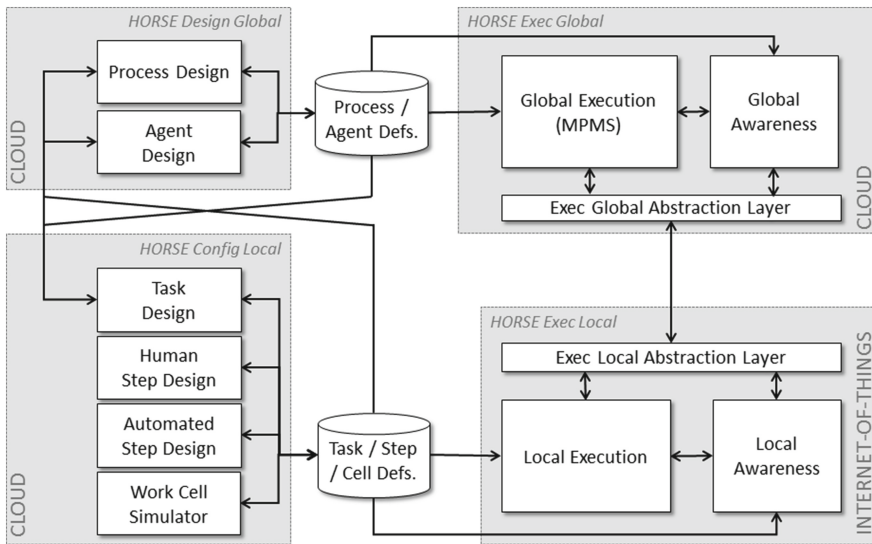 HORSE Design Global
Process Design
Agent
Design
CLOUD
Process /
Agent Defs.
HORSE Exec Global
Global Execution
(MPMS)
Global
Awareness
Exec Global Abstraction Layer
CLOUD
HORSE Config Local
Task
Design
Human
Step Design
Automated
Step Design
Work Cell
Simulator
CLOUD
Task / Step
/ Cell Defs.
HORSE Exec Local
Exec Local Abstraction Layer
Local Execution
Local
Awareness
INTERNET-OF-THINGS